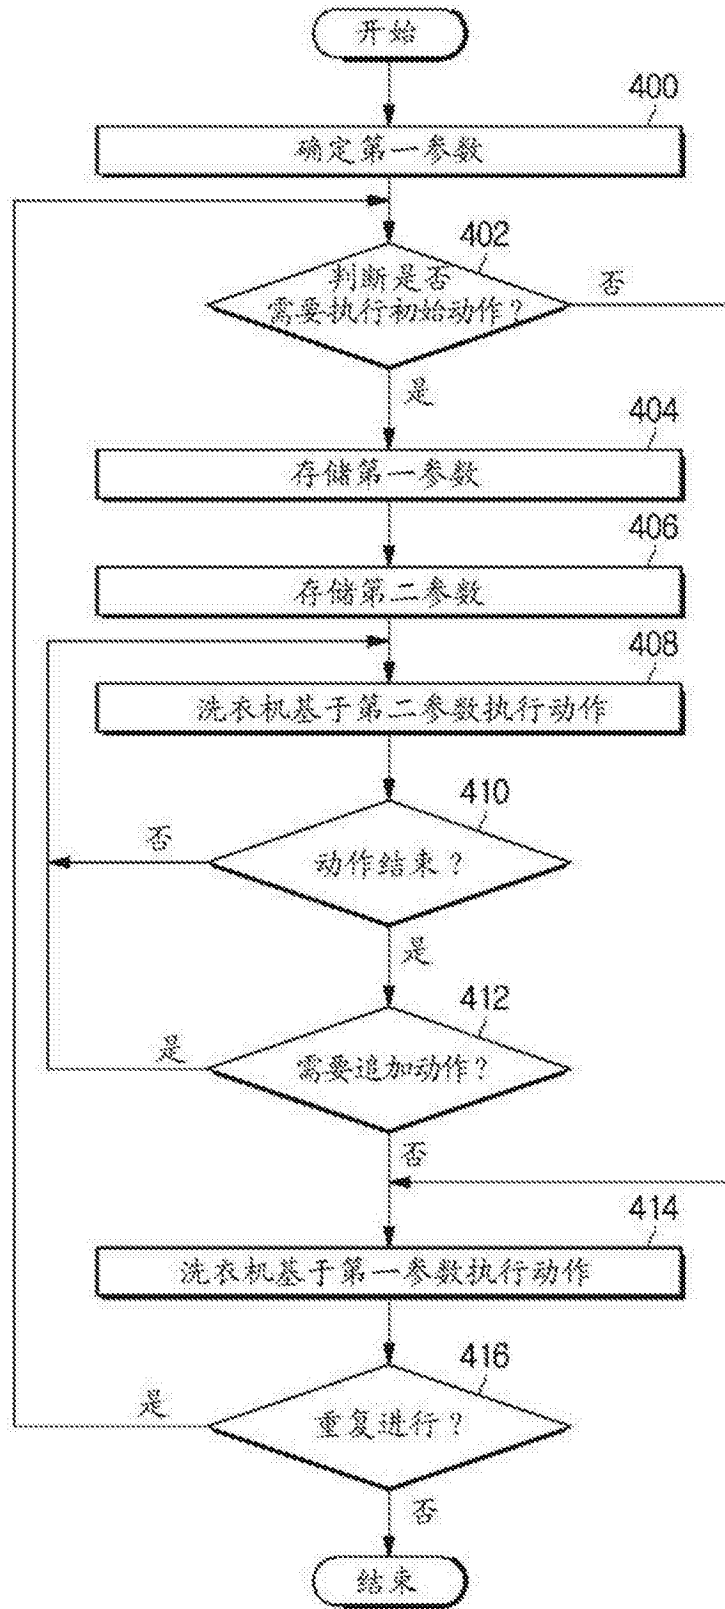 开始
400
确定第一参数
402
判断是否
需要执行初始动作？
否
是
404
存储第一参数
406
存储第二参数
408
洗衣机基于第二参数执行动作
410
否
动作结束？
是
412
是
需要追加动作？
否
414
洗衣机基于第一参数执行动作
416
是
重复进行？
否
结束